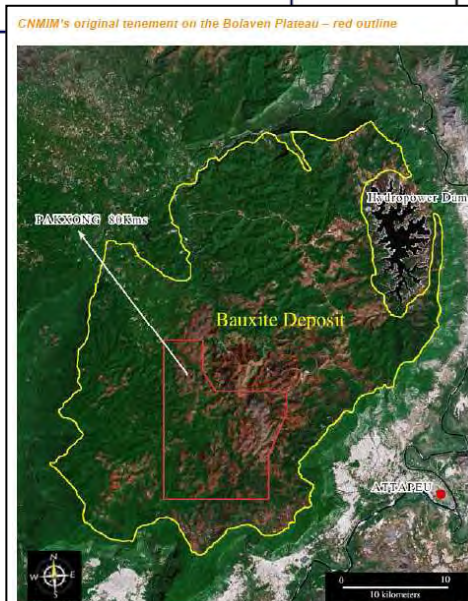 CNMIM's original tenement on the Bolaven Plateau – red outline
Hydropower Dam
PAKXONG 80Kms
Bauxite Deposit
ATTAPEU
N
W E
S
0 10
10 kilometers